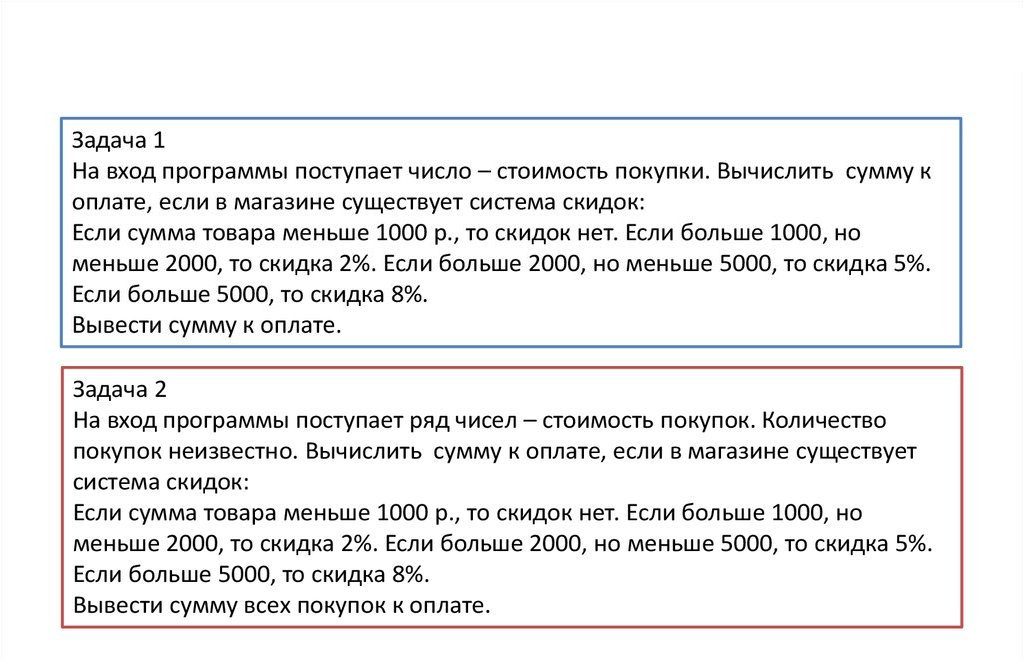 Задача 1
На вход программы поступает число – стоимость покупки. Вычислить  сумму к
оплате, если в магазине существует система скидок:
Если сумма товара меньше 1000 р., то скидок нет. Если больше 1000, но
меньше 2000, то скидка 2%. Если больше 2000, но меньше 5000, то скидка 5%.
Если больше 5000, то скидка 8%.
Вывести сумму к оплате.
Задача 2
На вход программы поступает ряд чисел – стоимость покупок. Количество
покупок неизвестно. Вычислить  сумму к оплате, если в магазине существует
система скидок:
Если сумма товара меньше 1000 р., то скидок нет. Если больше 1000, но
меньше 2000, то скидка 2%. Если больше 2000, но меньше 5000, то скидка 5%.
Если больше 5000, то скидка 8%.
Вывести сумму всех покупок к оплате.